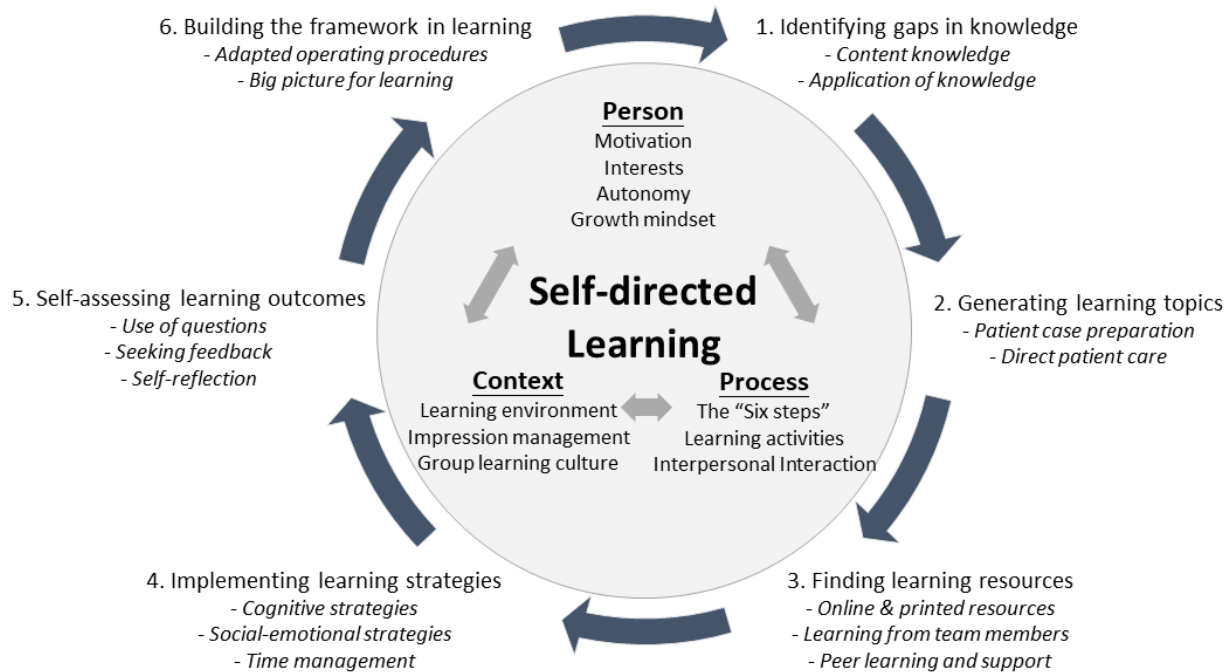 6. Building the framework in learning
- Adapted operating procedures
- Big picture for learning
1. Identifying gaps in knowledge
- Content knowledge
- Application of knowledge
Person
Motivation
Interests
Autonomy
Growth mindset
Self-directed
Learning
5. Self-assessing learning outcomes
- Use of questions
- Seeking feedback
- Self-reflection
2. Generating learning topics
- Patient case preparation
- Direct patient care
Context
Learning environment
Impression management
Group learning culture
Process
The “Six steps”
Learning activities
Interpersonal Interaction
4. Implementing learning strategies
- Cognitive strategies
- Social-emotional strategies
- Time management
3. Finding learning resources
- Online & printed resources
- Learning from team members
- Peer learning and support